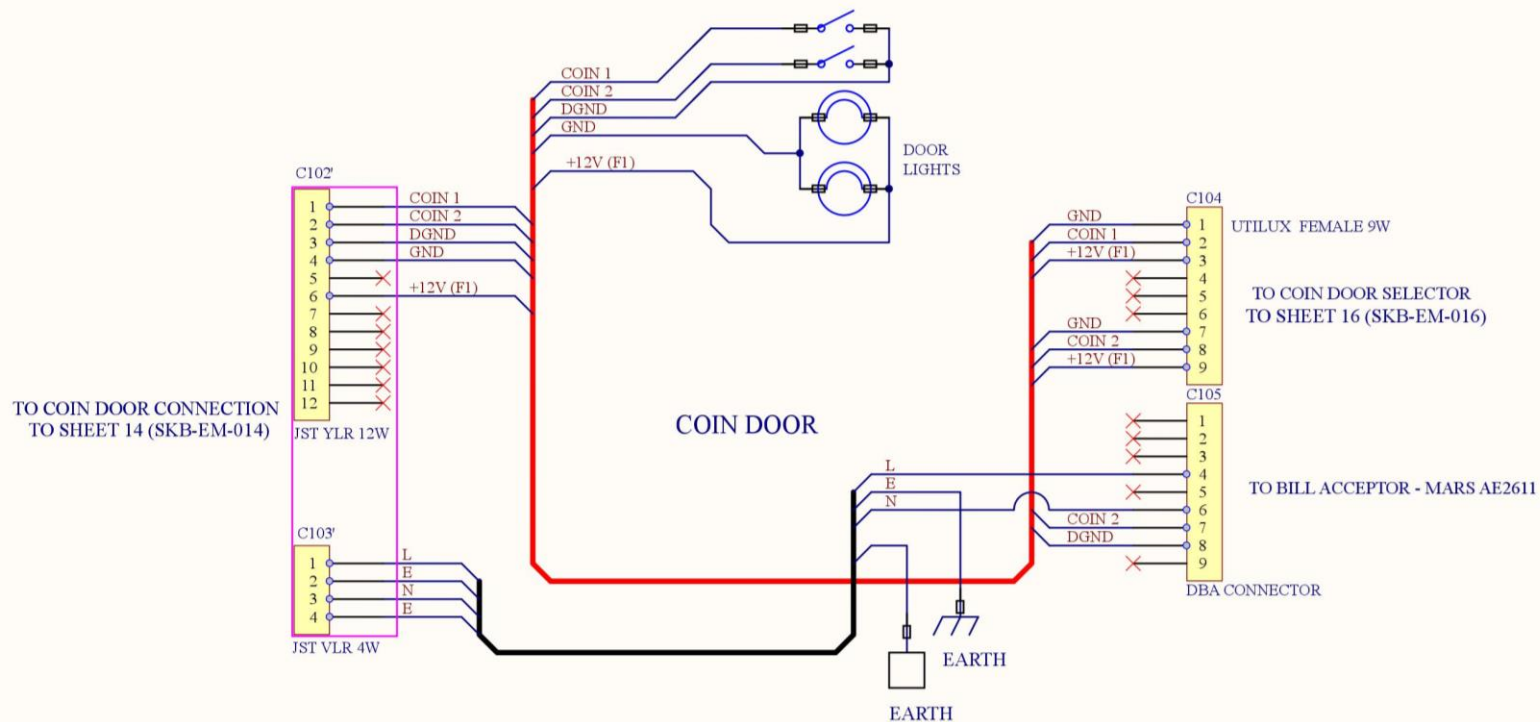 COIN 1
COIN 2
DGND
GND
+12V (F1)
DOOR
LIGHTS
C102'
1
2
3
4
5
6
7
8
9
10
11
12
COIN 1
COIN 2
DGND
GND
+12V (F1)
JST YLR 12W
TO COIN DOOR CONNECTION
TO SHEET 14 (SKB-EM-014)
C103'
1
2
3
4
L
E
N
E
JST VLR 4W
COIN DOOR
C104
GND
COIN 1
+12V (F1)
GND
COIN 2
+12V (F1)
1
2
3
4
5
6
7
8
9
UTILUX FEMALE 9W
TO COIN DOOR SELECTOR
TO SHEET 16 (SKB-EM-016)
C105
L
E
N
COIN 2
DGND
1
2
3
4
5
6
7
8
9
TO BILL ACCEPTOR - MARS AE2611
DBA CONNECTOR
EARTH
EARTH